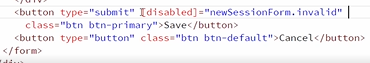 <button type="submit" [disabled]="newSessionForm.invalid"
class="btn btn-primary">Save</button>
<button type="button" class="btn btn-default">Cancel</button>
</form>